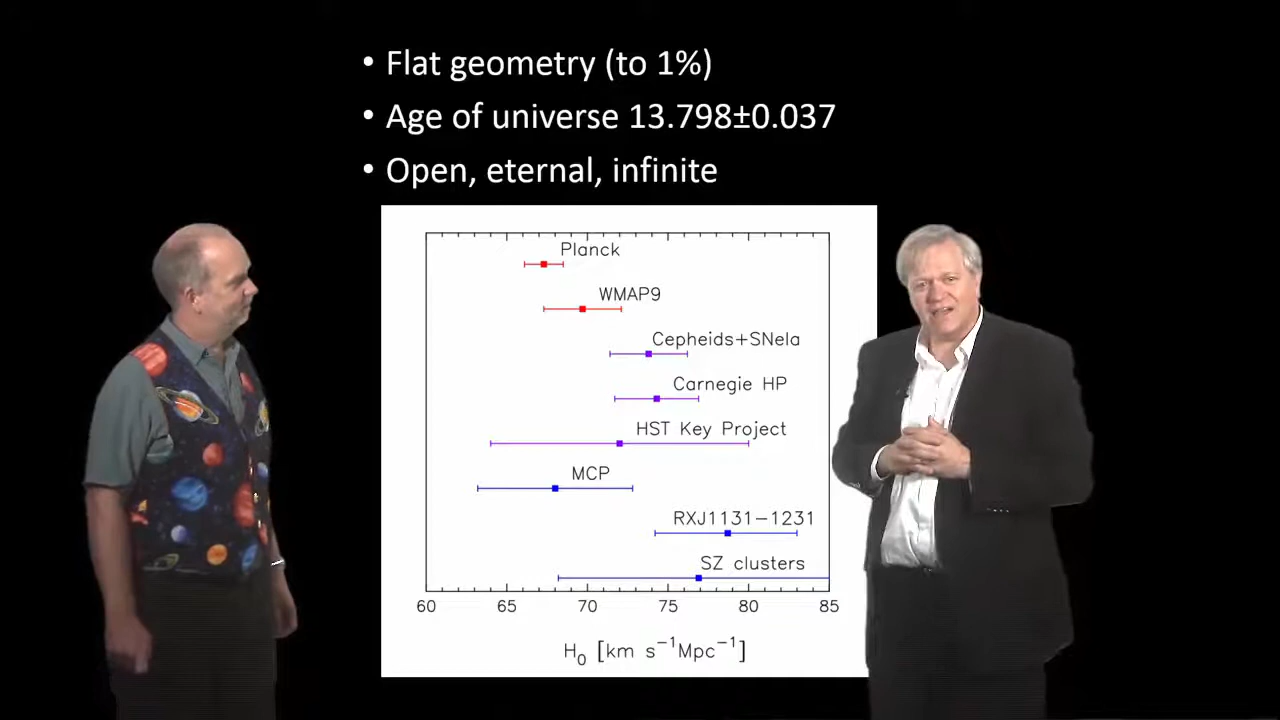 • Flat geometry (to 1%)
• Age of universe 13.798±0.037
• Open, eternal, infinite
Planck
WMAP9
Cepheids+SNeIa
Carnegie HP
HST Key Project
MCP
RXJ1131−1231
SZ clusters
60 65 70 75 80 85
H₀ [km s⁻¹Mpc⁻¹]